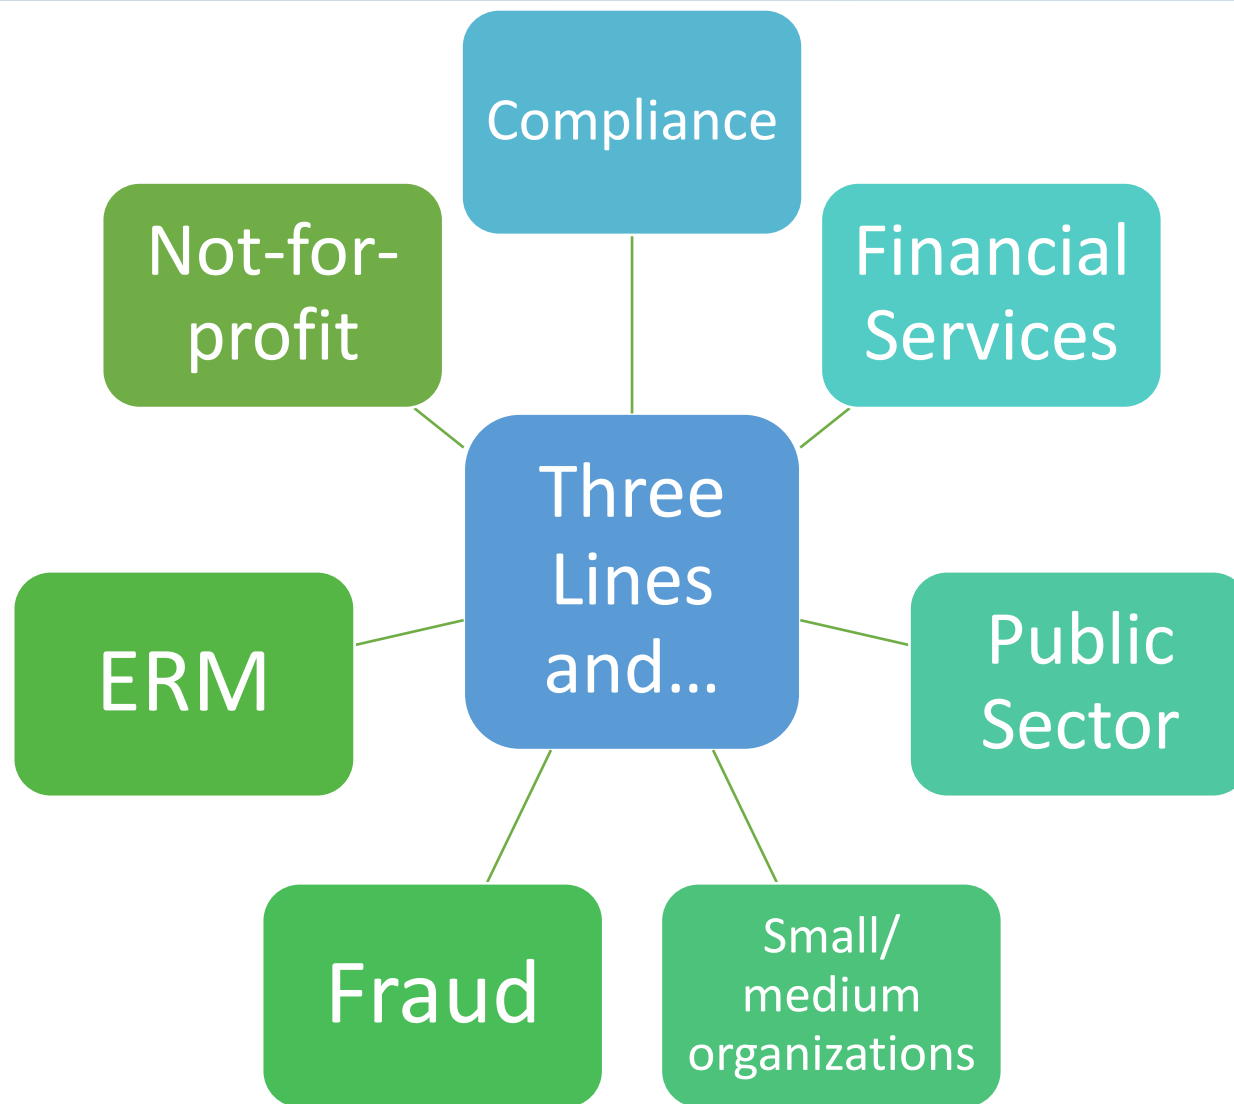 Compliance
Financial
Services
Public
Sector
Small/
medium
organizations
Fraud
ERM
Not-for-
profit
Three
Lines
and...